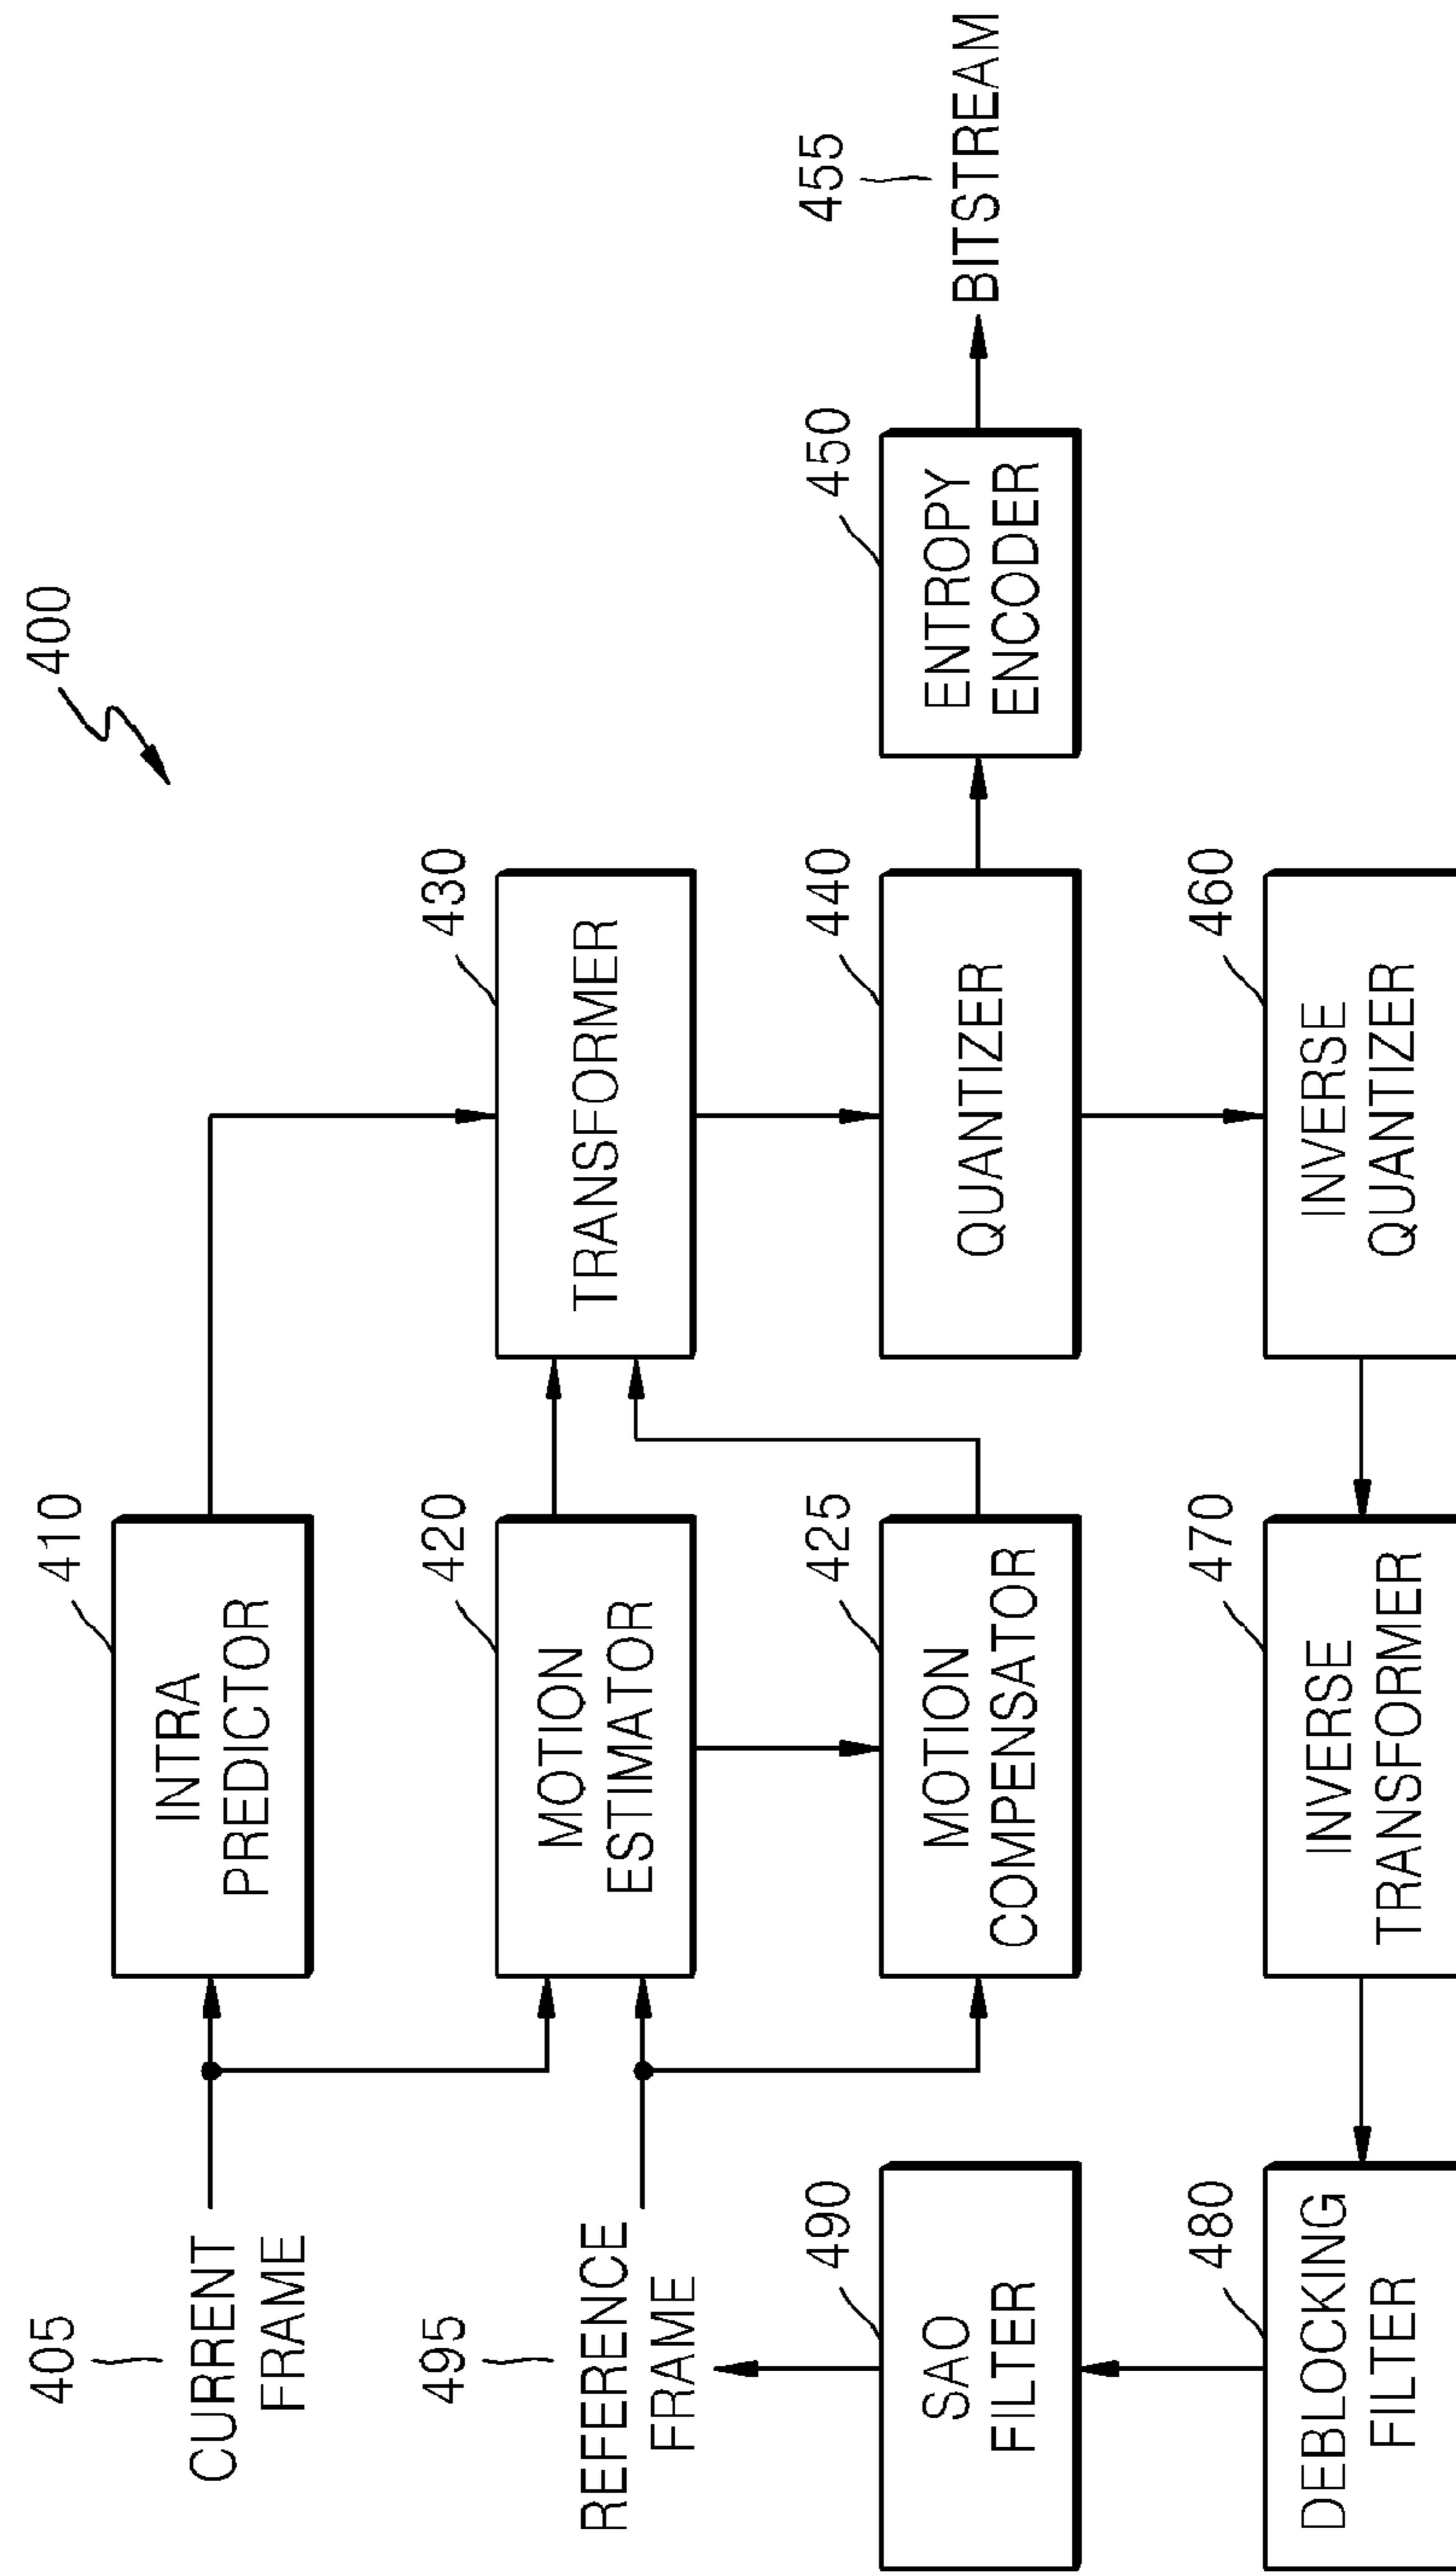 400
405
CURRENT
FRAME
410
INTRA
PREDICTOR
495
REFERENCE
FRAME
420
MOTION
ESTIMATOR
430
TRANSFORMER
490
SAO
FILTER
425
MOTION
COMPENSATOR
440
QUANTIZER
450
ENTROPY
ENCODER
455
BITSTREAM
480
DEBLOCKING
FILTER
470
INVERSE
TRANSFORMER
460
INVERSE
QUANTIZER